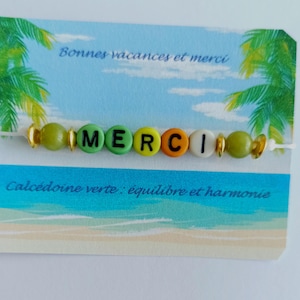 Bonnes vacances et merci
MERCI
Calcédoine verte : équilibre et harmonie